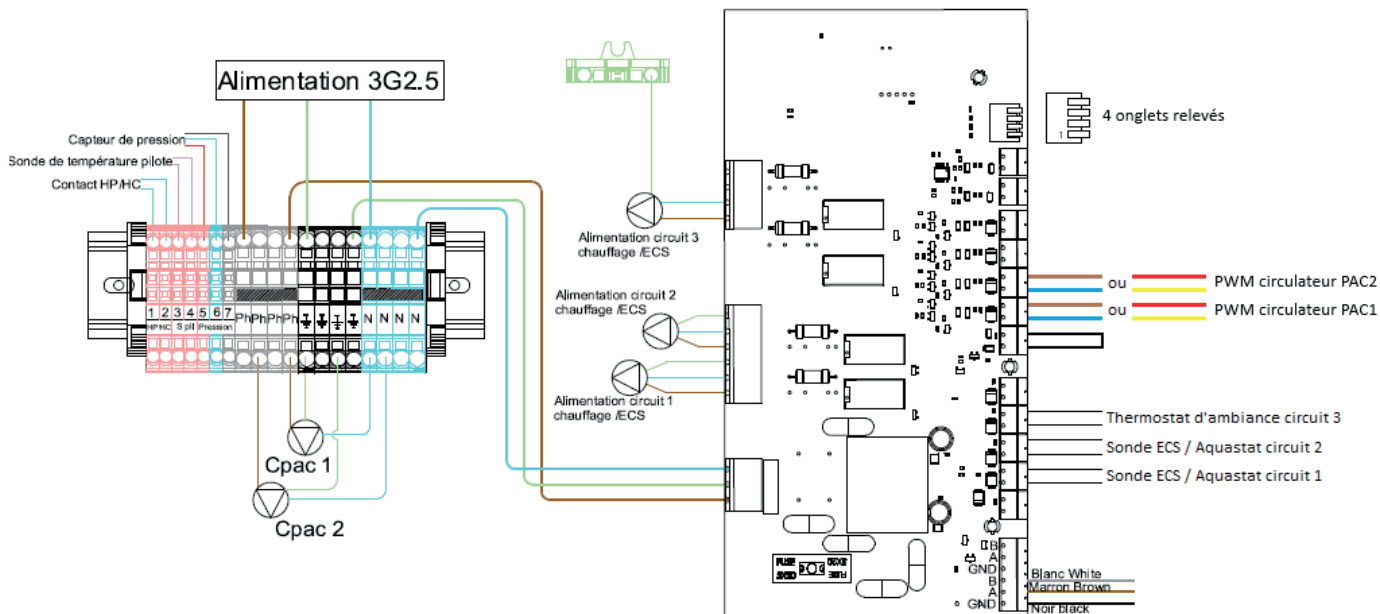 Alimentation 3G2.5
Capteur de pression
Sonde de température pilote
Contact HP/HC
1 2 3 4 5 6 7
HP HC S pil Pression
Ph Ph Ph Ph
N N N N
Cpac 1
Cpac 2
Alimentation circuit 3
chauffage /ECS
Alimentation circuit 2
chauffage /ECS
Alimentation circuit 1
chauffage /ECS
1
4 onglets relevés
ou
PWM circulateur PAC2
ou
PWM circulateur PAC1
Thermostat d'ambiance circuit 3
Sonde ECS / Aquastat circuit 2
Sonde ECS / Aquastat circuit 1
B
A
GND
B
A
GND
Blanc White
Marron Brown
Noir black
FUSE